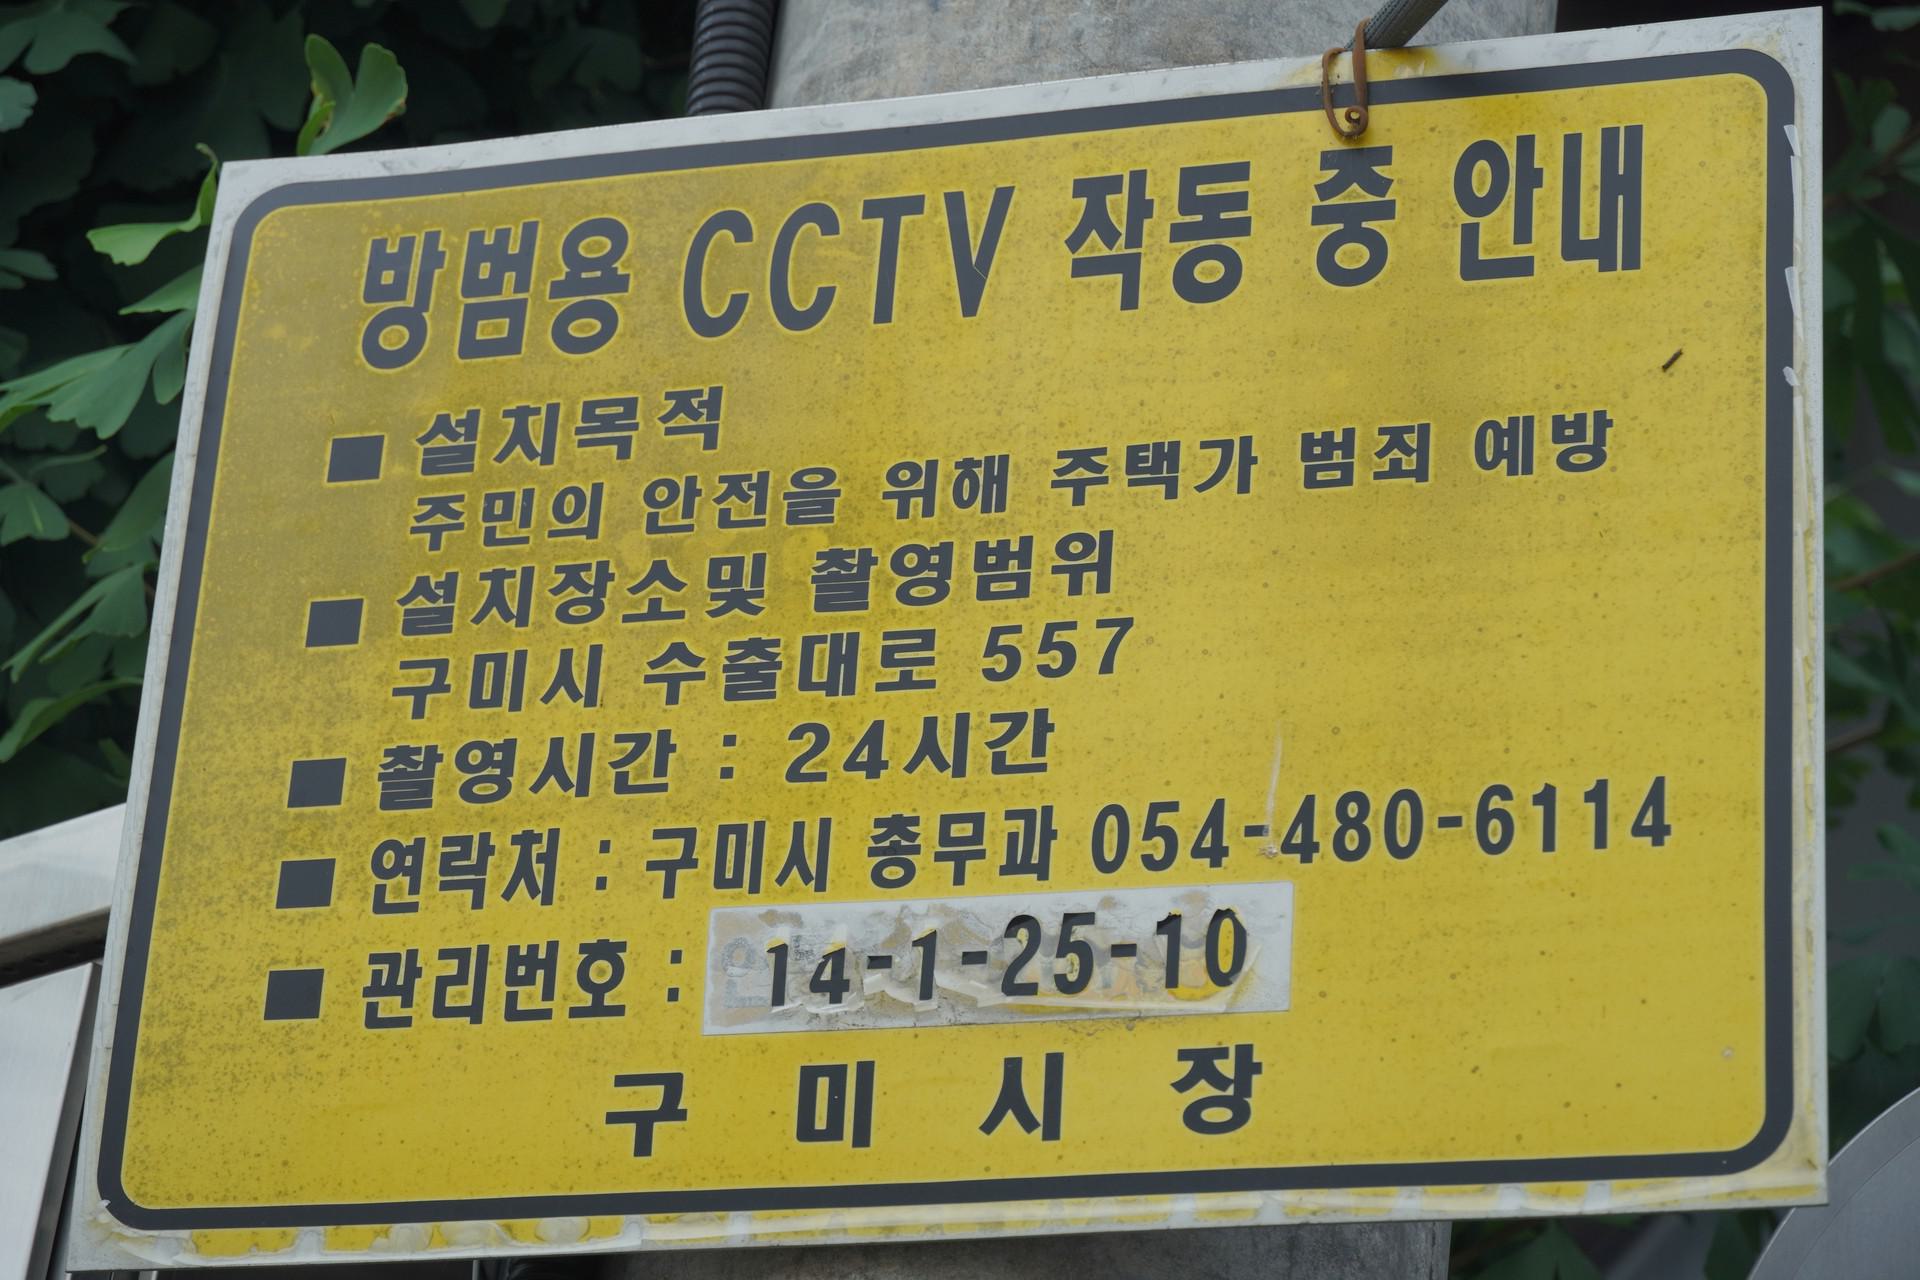 방범용 CCTV 작동 중 안내
■ 설치목적
주민의 안전을 위해 주택가 범죄 예방
■ 설치장소및 촬영범위
구미시 수출대로 557
■ 촬영시간 : 24시간
■ 연락처 : 구미시 총무과 054-480-6114
■ 관리번호 : 14-1-25-10
구 미 시 장